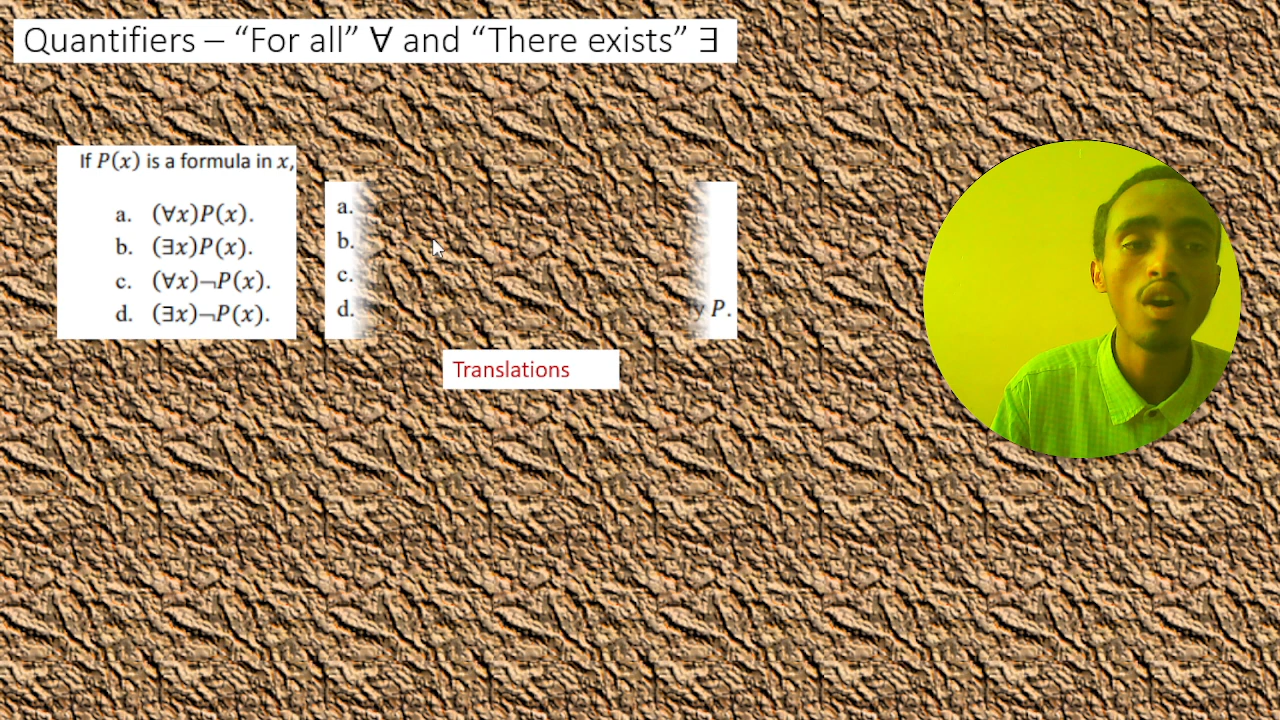 Quantifiers – “For all” ∀ and “There exists” ∃
If P(x) is a formula in x,
a. (∀x)P(x).
b. (∃x)P(x).
c. (∀x)¬P(x).
d. (∃x)¬P(x).
a.
b.
c.
d. P.
Translations